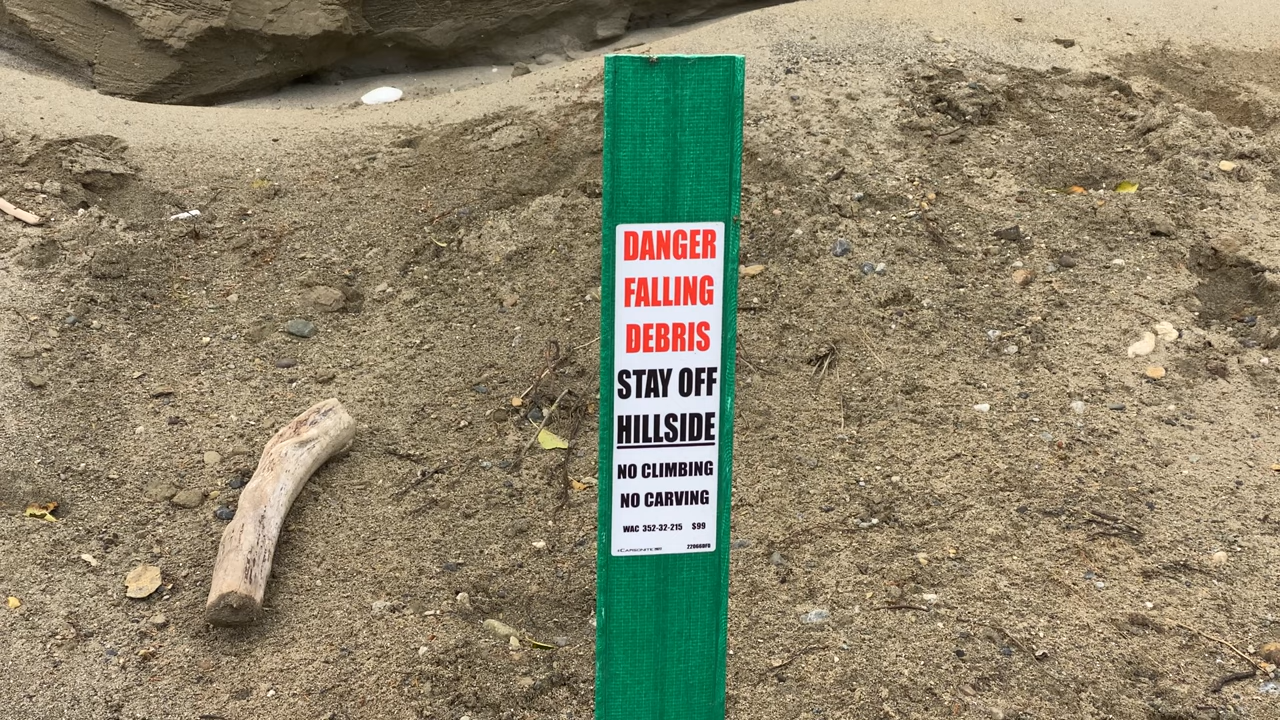 DANGER
FALLING
DEBRIS
STAY OFF
HILLSIDE
NO CLIMBING
NO CARVING
WAC 352-32-215 $99